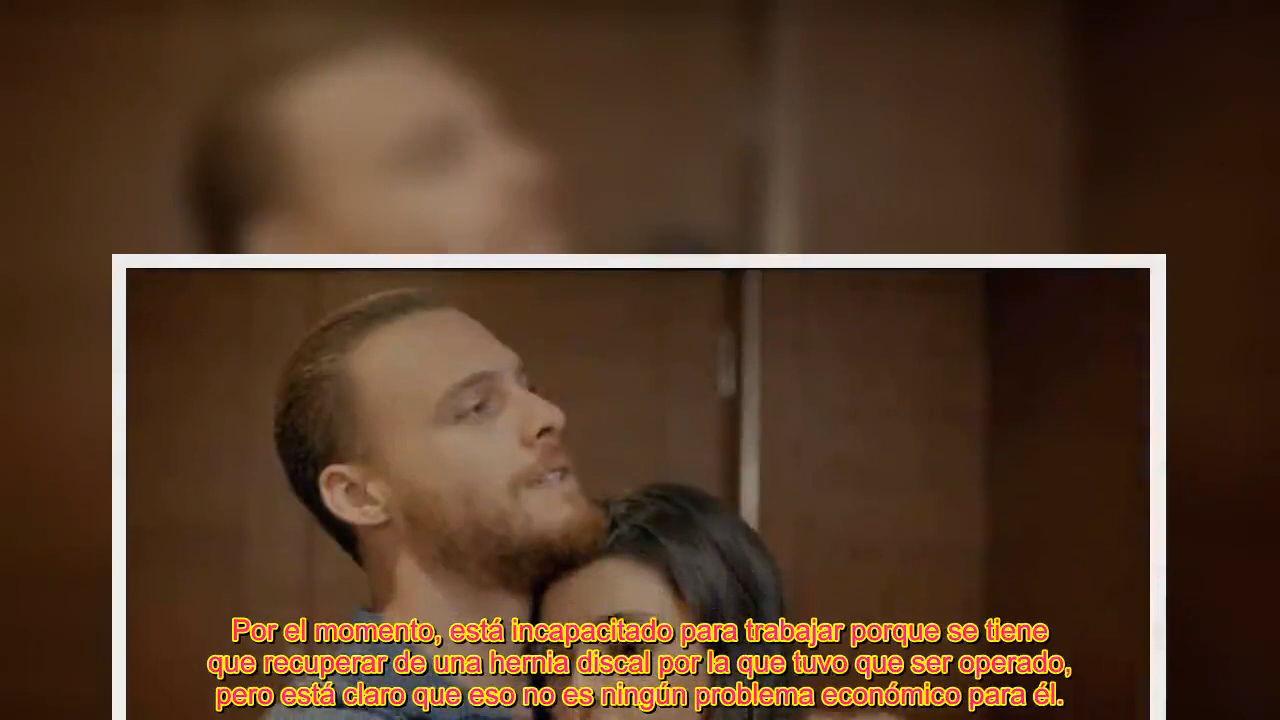 Por el momento, está incapacitado para trabajar porque se tiene
que recuperar de una hernia discal por la que tuvo que ser operado,
pero está claro que eso no es ningún problema económico para él.